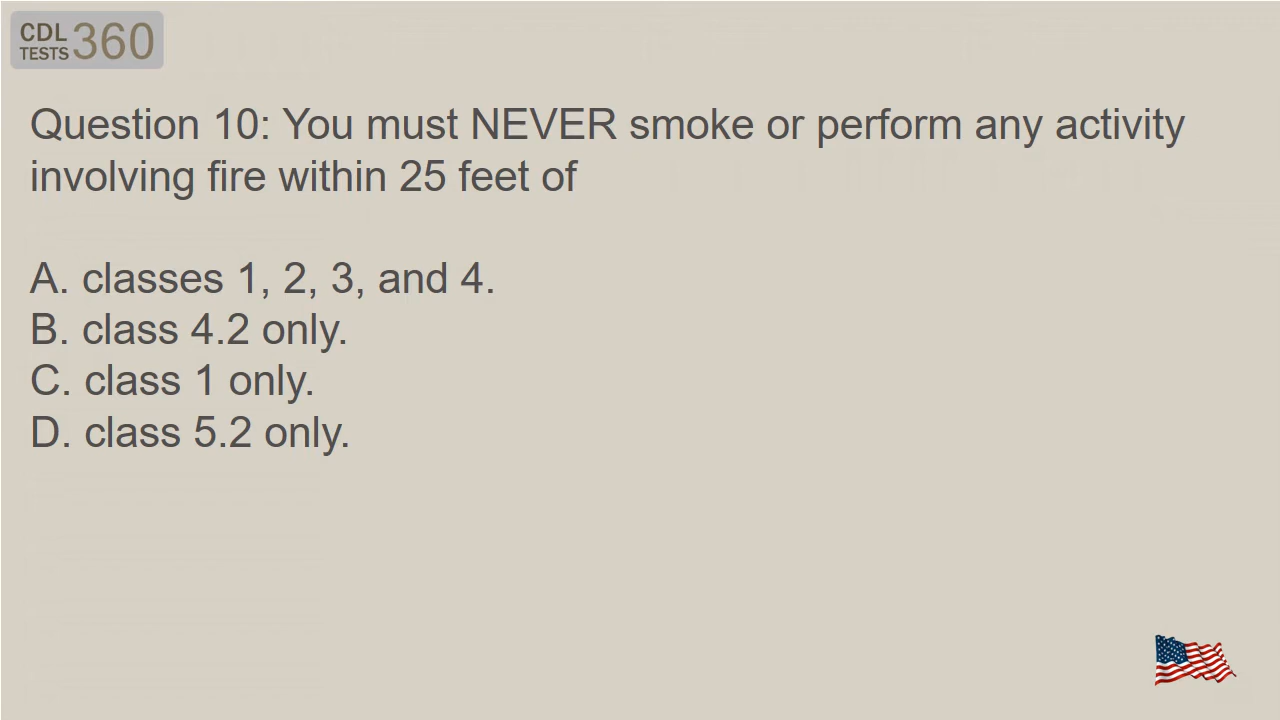 CDL
TESTS 360
Question 10: You must NEVER smoke or perform any activity
involving fire within 25 feet of
A. classes 1, 2, 3, and 4.
B. class 4.2 only.
C. class 1 only.
D. class 5.2 only.